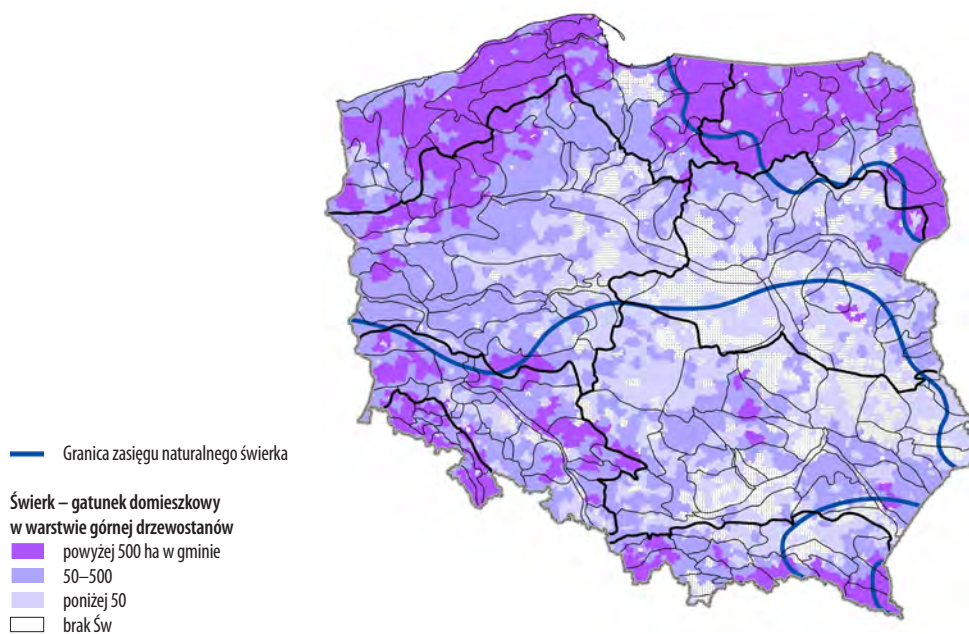 Granica zasięgu naturalnego świerka
Świerk – gatunek domieszkowy
w warstwie górnej drzewostanów
powyżej 500 ha w gminie
50–500
poniżej 50
brak Św